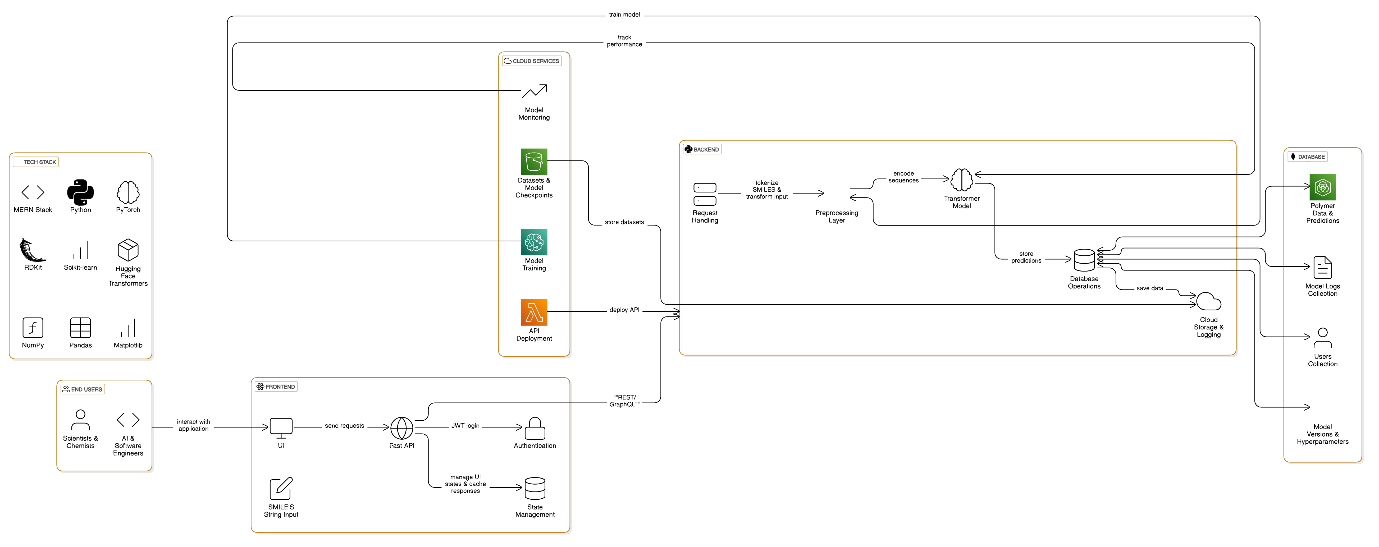 train model
track
performance
CLOUD SERVICES
Model
Monitoring
Datasets &
Model
Checkpoints
store datasets
Model
Training
API
Deployment
deploy API
TECH STACK
MERN Stack
Python
PyTorch
RDKit
Scikit-learn
Hugging
Face
Transformers
NumPy
Pandas
Matplotlib
BACKEND
Request
Handling
tokenize
SMILES &
transform input
Preprocessing
Layer
encode
sequences
Transformer
Model
store
predictions
Database
Operations
save data
Cloud
Storage &
Logging
DATABASE
Polymer
Data &
Predictions
Model Logs
Collection
Users
Collection
Model
Versions &
Hyperparameters
END USERS
Scientists &
Chemists
AI &
Software
Engineers
interact with
application
FRONTEND
UI
send requests
Fast API
"REST/
GraphQL"
JWT login
Authentication
manage UI
states & cache
responses
State
Management
SMILES
String Input